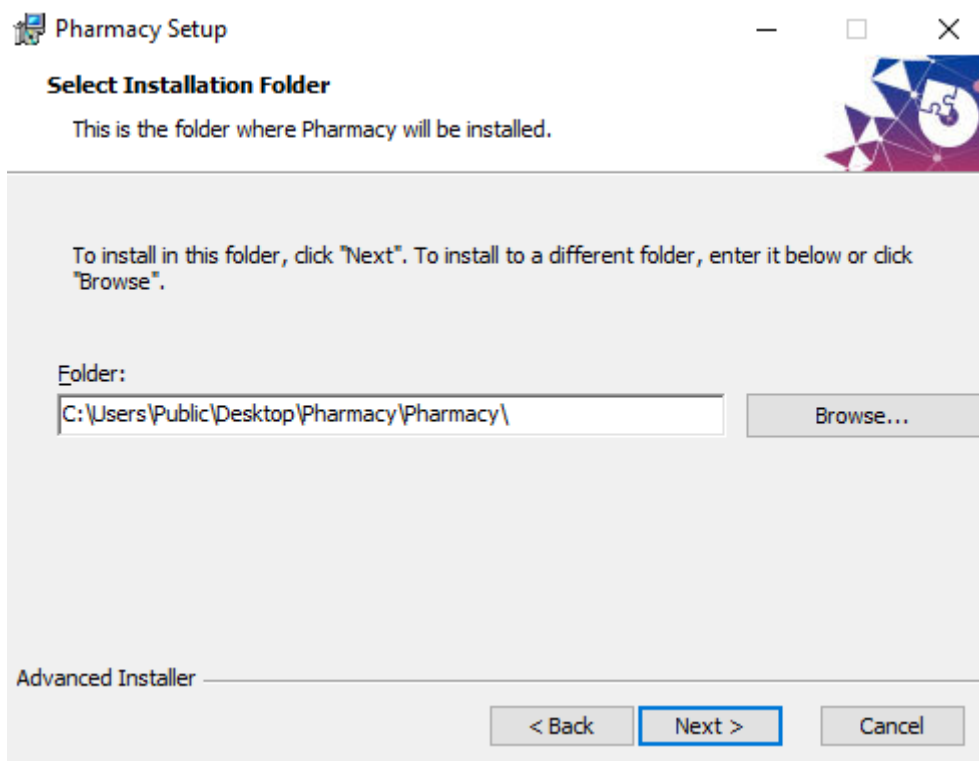 Pharmacy Setup
Select Installation Folder
This is the folder where Pharmacy will be installed.
To install in this folder, click "Next". To install to a different folder, enter it below or click
"Browse".
Folder:
C:\Users\Public\Desktop\Pharmacy\Pharmacy\
Browse...
Advanced Installer
< Back
Next >
Cancel